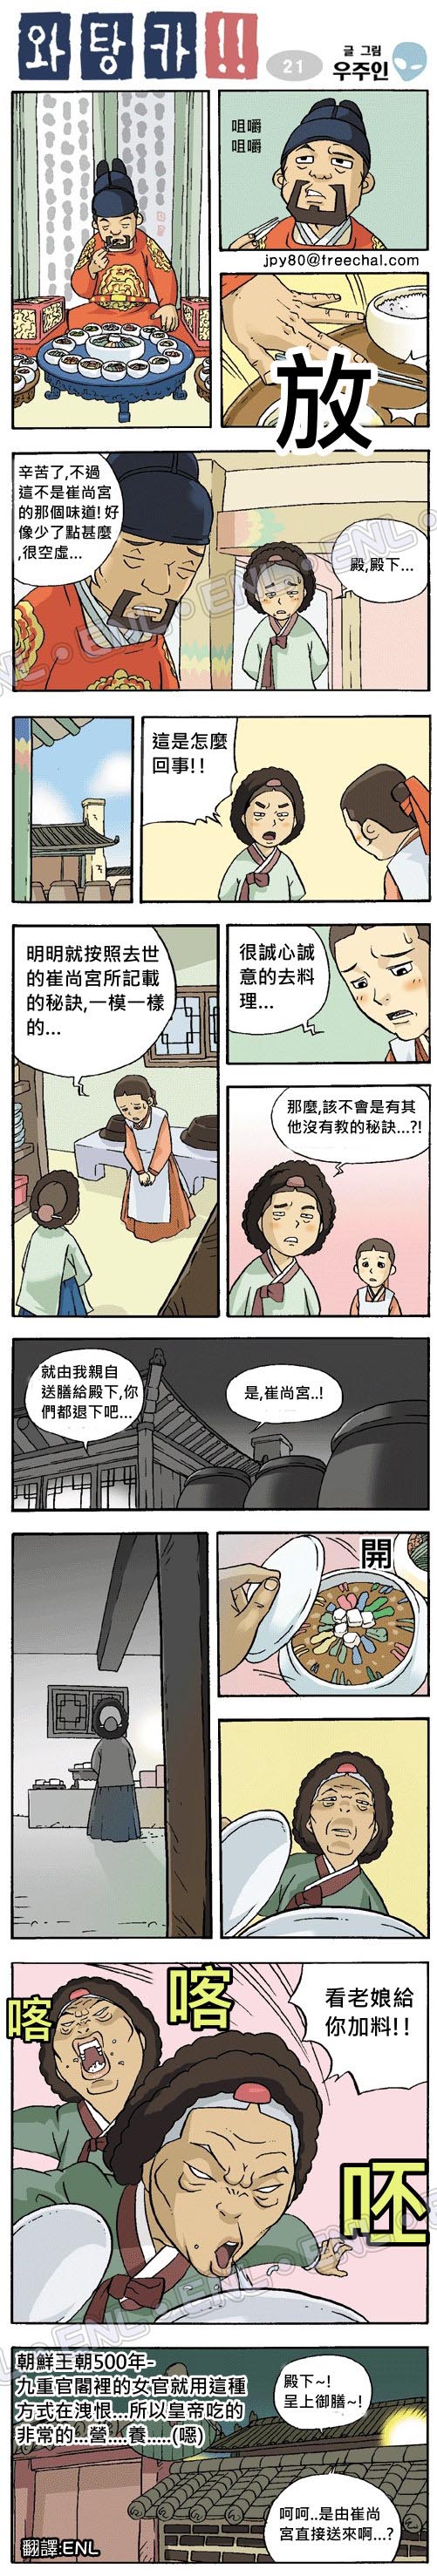 와탕카!!
21
글 그림
우주인
咀嚼
咀嚼
jpy80@freechal.com
放
辛苦了,不過
這不是崔尚宮
的那個味道! 好
像少了點甚麼
,很空虛...
殿,殿下...
這是怎麼
回事!!
明明就按照去世
的崔尚宮所記載
的秘訣,一模一樣
的...
很誠心誠
意的去料
理...
那麼,該不會是有其
他沒有教的秘訣...?!
就由我親自
送膳給殿下,你
們都退下吧...
是,崔尚宮..!
開
喀
喀
看老娘給
你加料!!
呸
朝鮮王朝500年-
九重官閣裡的女官就用這種
方式在洩恨...所以皇帝吃的
非常的...營....養.....(噁)
殿下~!
呈上御膳~!
呵呵..是由崔尚
宮直接送來啊...?
翻譯:ENL